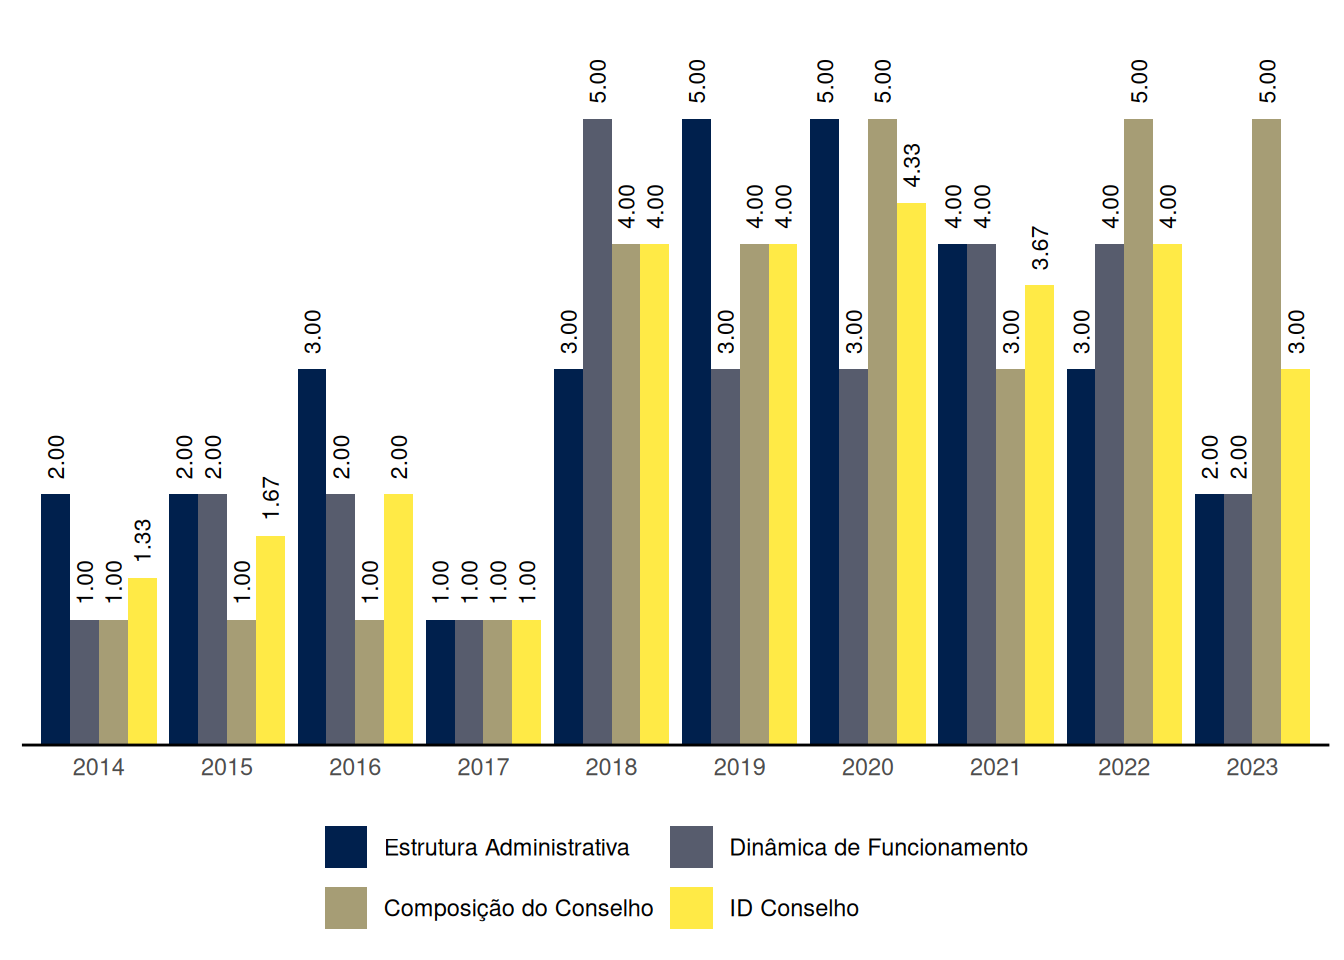 2.00 1.00 1.00 1.33
2.00 2.00 1.00 1.67
3.00 2.00 1.00 2.00
1.00 1.00 1.00 1.00
3.00 5.00 4.00 4.00
5.00 3.00 4.00 4.00
5.00 3.00 5.00 4.33
4.00 4.00 3.00 3.67
3.00 4.00 5.00 4.00
2.00 2.00 5.00 3.00
2014 2015 2016 2017 2018 2019 2020 2021 2022 2023
Estrutura Administrativa Dinâmica de Funcionamento
Composição do Conselho ID Conselho